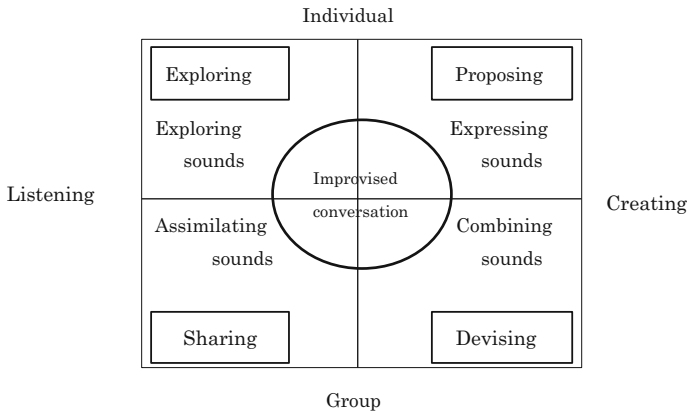 Individual
Exploring
Proposing
Exploring
sounds
Expressing
sounds
Improvised
conversation
Listening
Creating
Assimilating
sounds
Combining
sounds
Sharing
Devising
Group